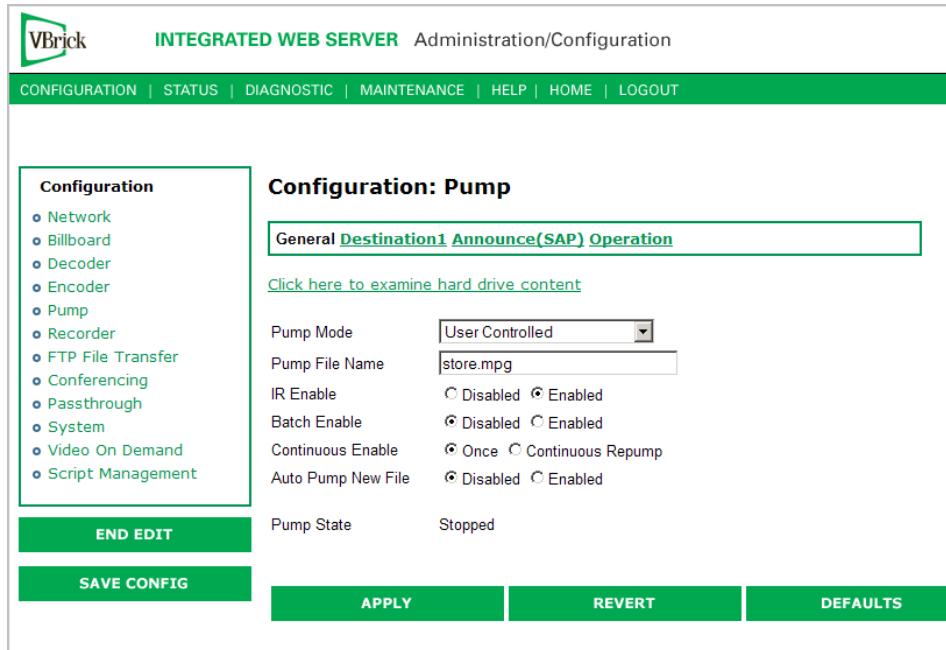 VBrick INTEGRATED WEB SERVER Administration/Configuration
CONFIGURATION | STATUS | DIAGNOSTIC | MAINTENANCE | HELP | HOME | LOGOUT
Configuration
Network
Billboard
Decoder
Encoder
Pump
Recorder
FTP File Transfer
Conferencing
Passthrough
System
Video On Demand
Script Management
END EDIT
SAVE CONFIG
Configuration: Pump
General Destination1 Announce(SAP) Operation
Click here to examine hard drive content
Pump Mode User Controlled
Pump File Name store.mpg
IR Enable Disabled Enabled
Batch Enable Disabled Enabled
Continuous Enable Once Continuous Repump
Auto Pump New File Disabled Enabled
Pump State Stopped
APPLY REVERT DEFAULTS